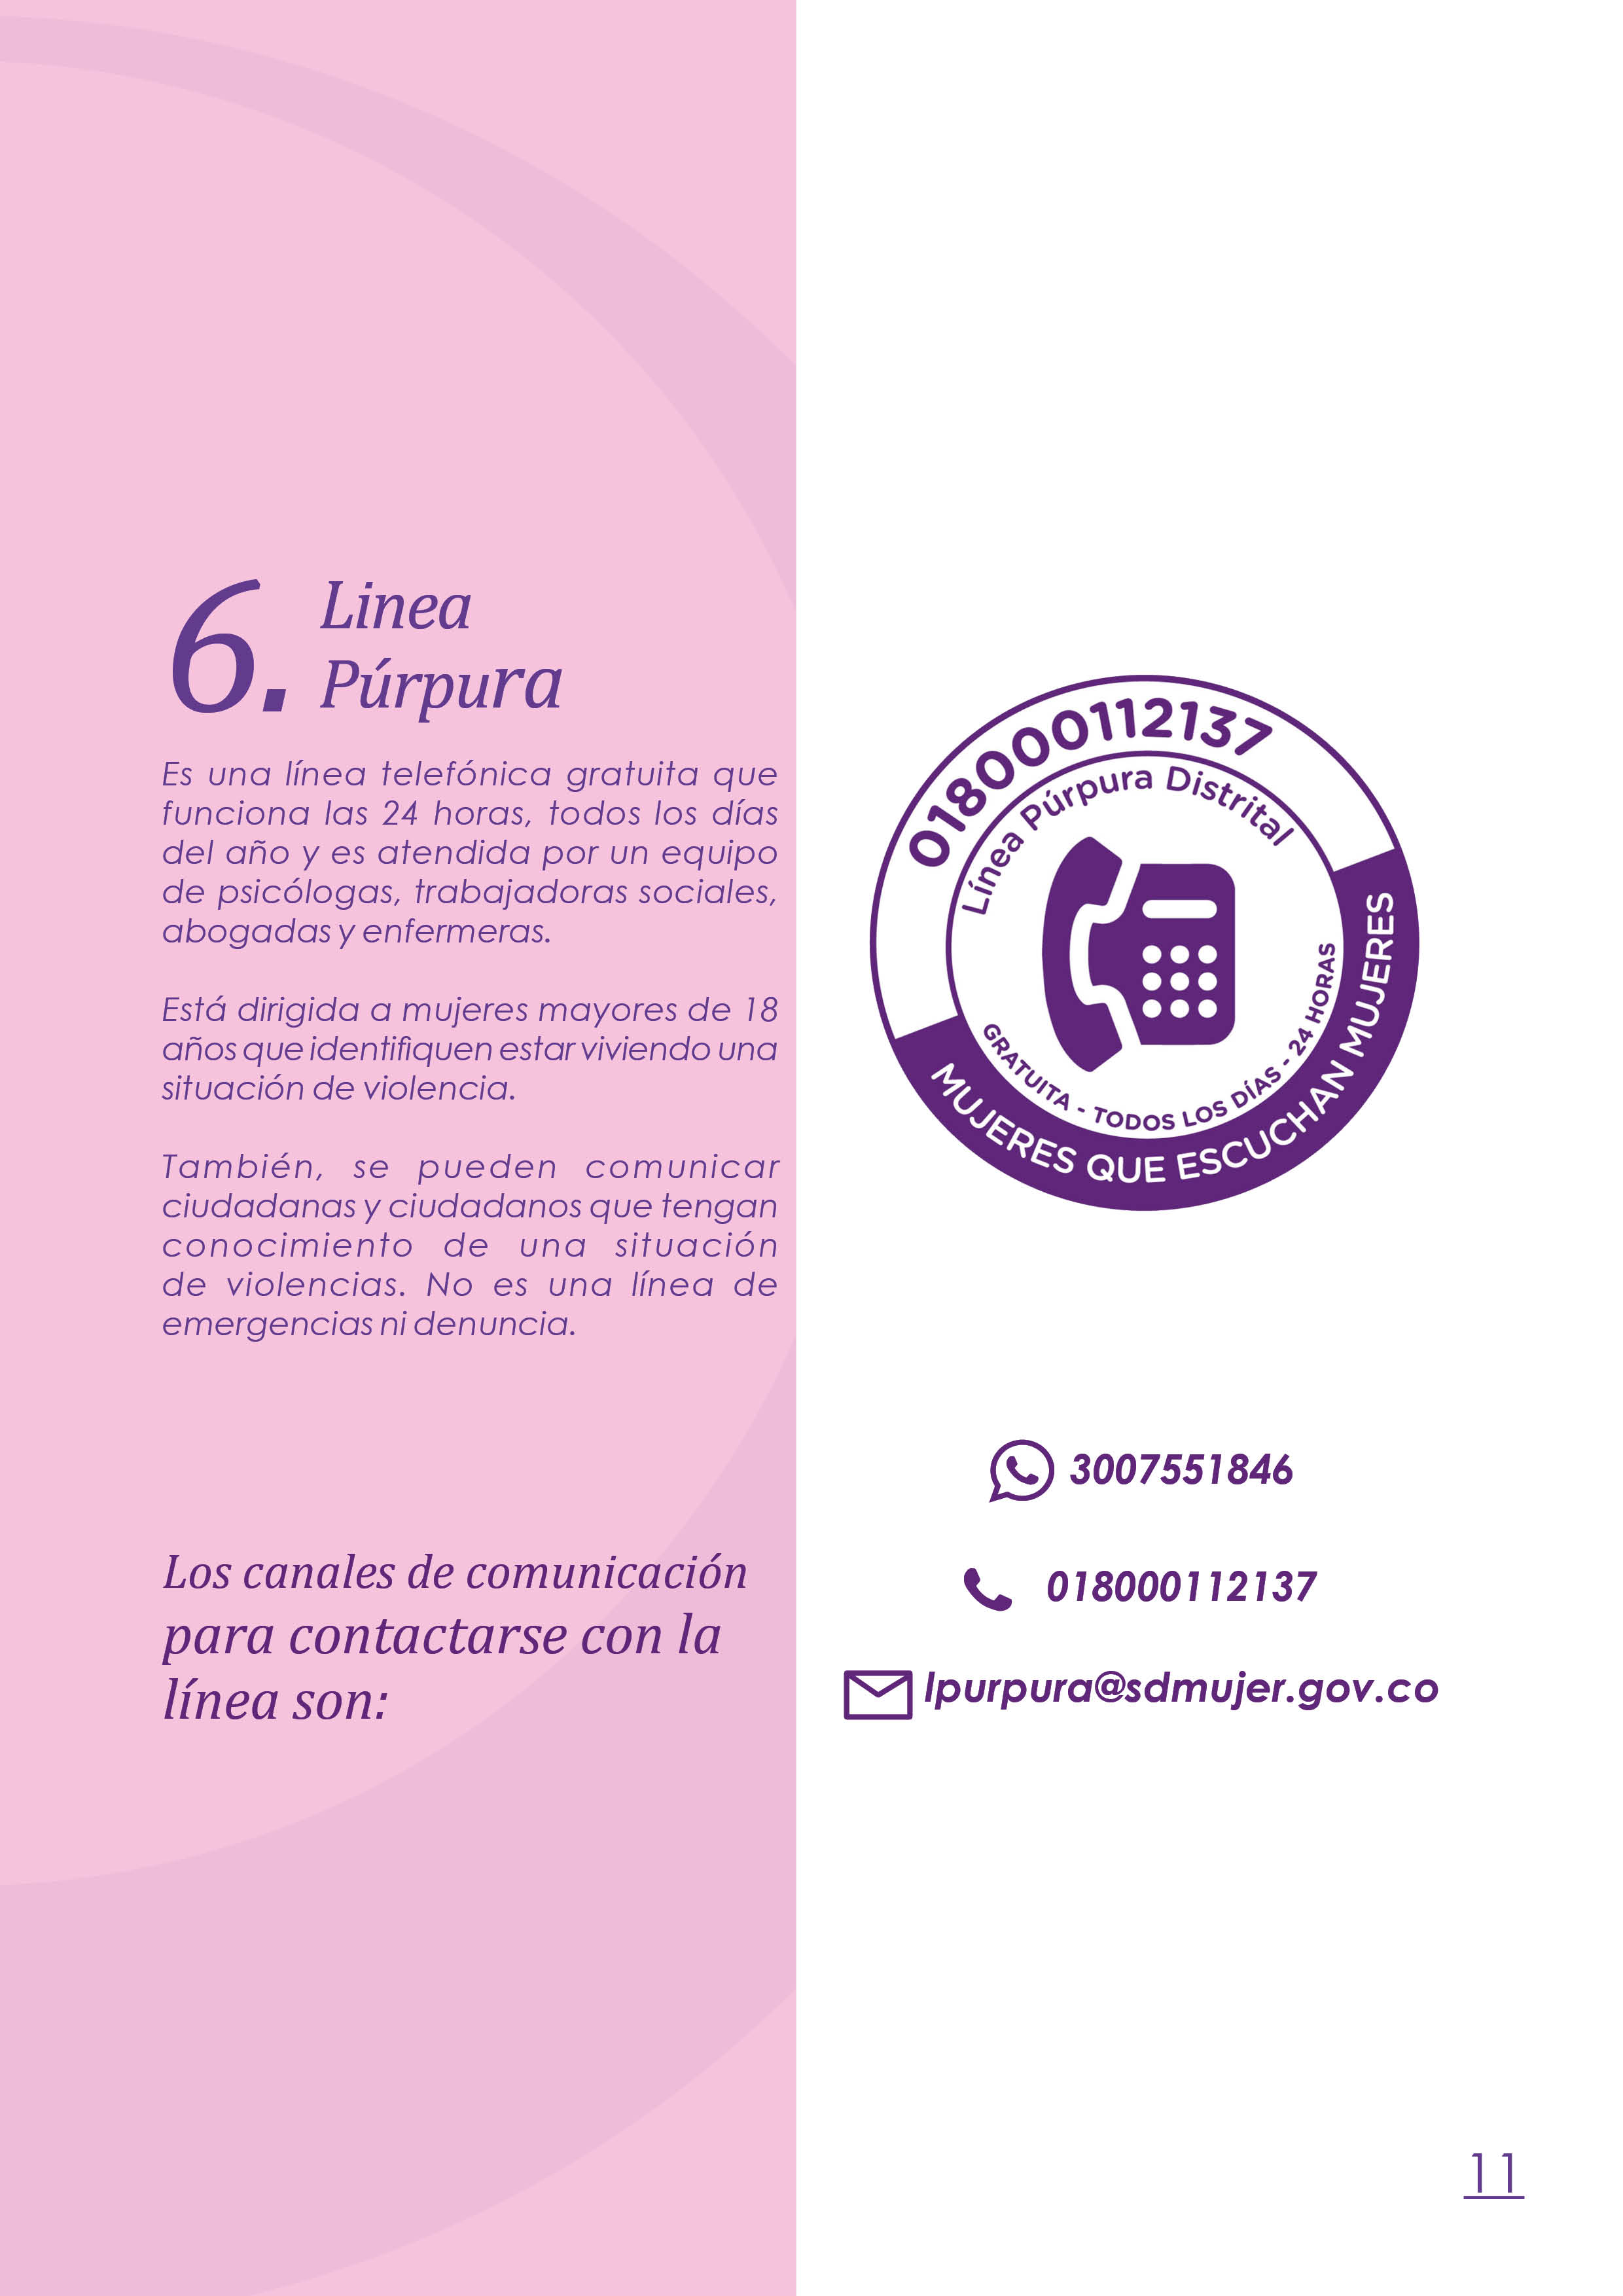 6. Linea
Púrpura
Es una línea telefónica gratuita que
funciona las 24 horas, todos los días
del año y es atendida por un equipo
de psicólogas, trabajadoras sociales,
abogadas y enfermeras.
Está dirigida a mujeres mayores de 18
años que identifiquen estar viviendo una
situación de violencia.
También, se pueden comunicar
ciudadanas y ciudadanos que tengan
conocimiento de una situación
de violencias. No es una línea de
emergencias ni denuncia.
Los canales de comunicación
para contactarse con la
línea son:
018000112137
Línea Púrpura Distrital
GRATUITA - TODOS LOS DÍAS - 24 HORAS
MUJERES QUE ESCUCHAN MUJERES
3007551846
018000112137
lpurpura@sdmujer.gov.co
11